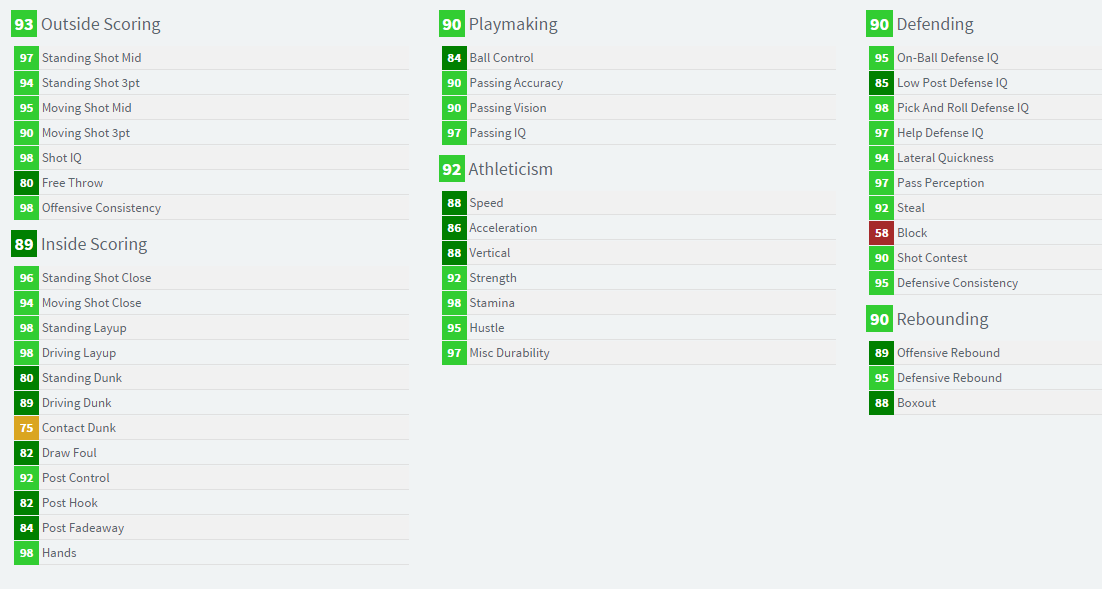 93 Outside Scoring
97 Standing Shot Mid
94 Standing Shot 3pt
95 Moving Shot Mid
90 Moving Shot 3pt
98 Shot IQ
80 Free Throw
98 Offensive Consistency
89 Inside Scoring
96 Standing Shot Close
94 Moving Shot Close
98 Standing Layup
98 Driving Layup
80 Standing Dunk
89 Driving Dunk
75 Contact Dunk
82 Draw Foul
92 Post Control
82 Post Hook
84 Post Fadeaway
98 Hands
90 Playmaking
84 Ball Control
90 Passing Accuracy
90 Passing Vision
97 Passing IQ
92 Athleticism
88 Speed
86 Acceleration
88 Vertical
92 Strength
98 Stamina
95 Hustle
97 Misc Durability
90 Defending
95 On-Ball Defense IQ
85 Low Post Defense IQ
98 Pick And Roll Defense IQ
97 Help Defense IQ
94 Lateral Quickness
97 Pass Perception
92 Steal
58 Block
90 Shot Contest
95 Defensive Consistency
90 Rebounding
89 Offensive Rebound
95 Defensive Rebound
88 Boxout